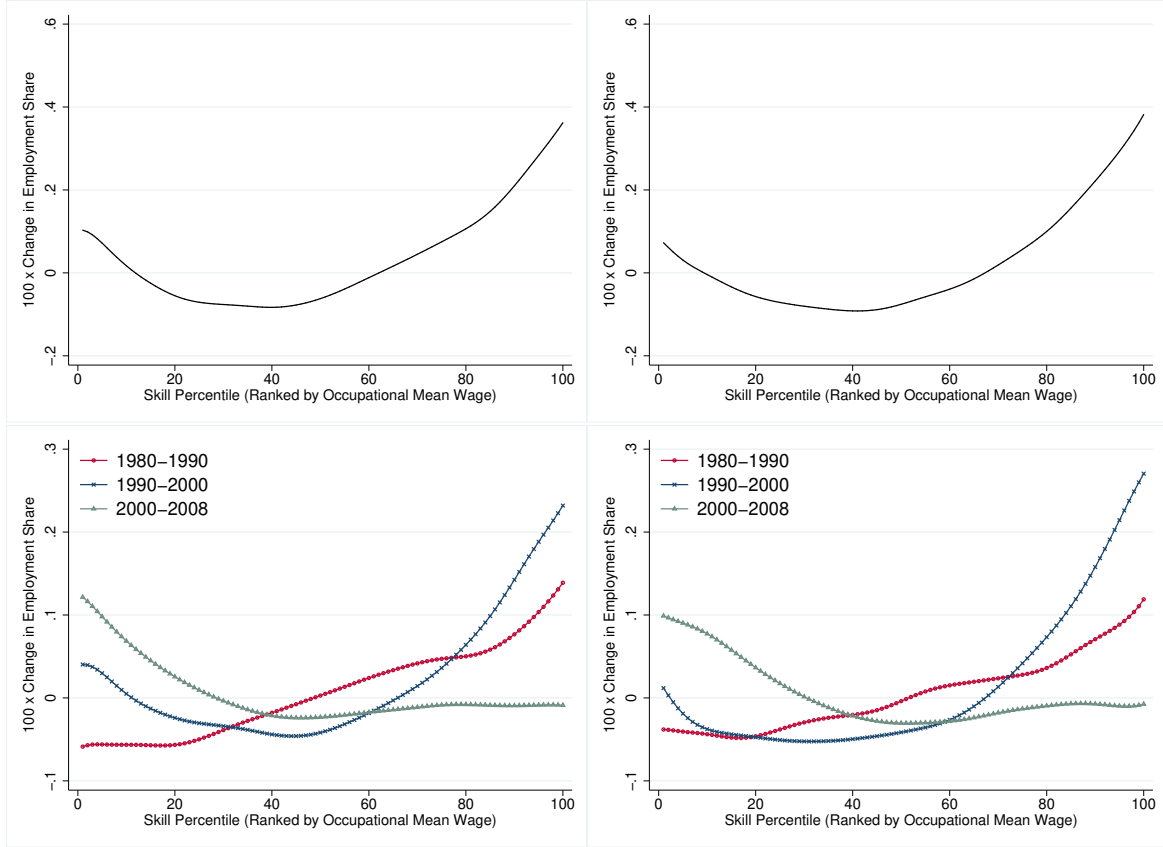 100 x Change in Employment Share
.6
.4
.2
0
−.2
0 20 40 60 80 100
Skill Percentile (Ranked by Occupational Mean Wage)
100 x Change in Employment Share
.6
.4
.2
0
−.2
0 20 40 60 80 100
Skill Percentile (Ranked by Occupational Mean Wage)
100 x Change in Employment Share
.3
.2
.1
0
−.1
1980−1990
1990−2000
2000−2008
0 20 40 60 80 100
Skill Percentile (Ranked by Occupational Mean Wage)
100 x Change in Employment Share
.3
.2
.1
0
−.1
1980−1990
1990−2000
2000−2008
0 20 40 60 80 100
Skill Percentile (Ranked by Occupational Mean Wage)